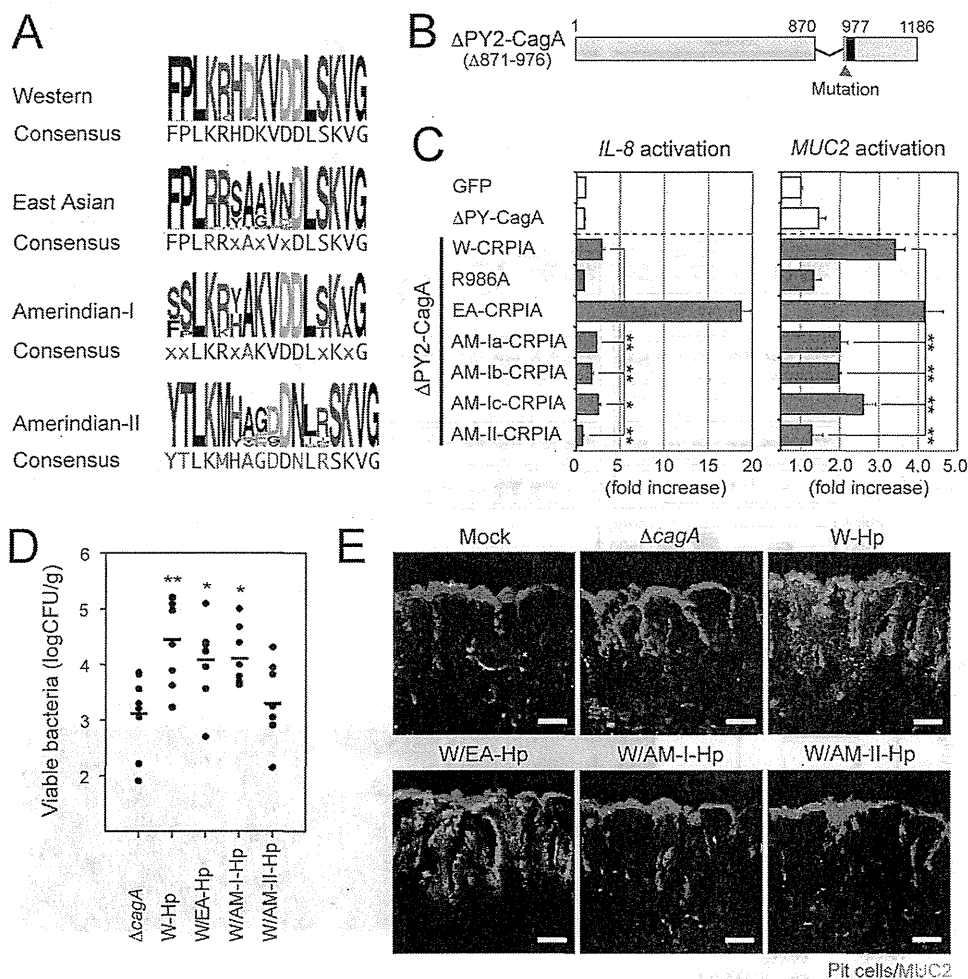 A
Western
FPLKRHDKVDDLSKVG
Consensus FPLKRHDKVDDLSKVG
East Asian
Consensus FPLRRxAxVxDLSKVG
Amerindian-I
Consensus xxLKRxAKVDDLxKxG
Amerindian-II
Consensus YTLKMHAGDDNLRSKVG
B
ΔPY2-CagA
(Δ871-976)
1 870 977 1186
Mutation
C
IL-8 activation MUC2 activation
GFP
ΔPY-CagA
ΔPY2-CagA
W-CRPIA
R986A
EA-CRPIA
AM-Ia-CRPIA ** **
AM-Ib-CRPIA ** **
AM-Ic-CRPIA * *
AM-II-CRPIA ** **
0 5 10 15 20 1.0 2.0 3.0 4.0 5.0
(fold increase) (fold increase)
D
Viable bacteria (logCFU/g)
6
5
4
3
2
** * *
ΔcagA
W-Hp
W/EA-Hp
W/AM-I-Hp
W/AM-II-Hp
E
Mock ΔcagA W-Hp
W/EA-Hp W/AM-I-Hp W/AM-II-Hp
Pit cells/MUC2